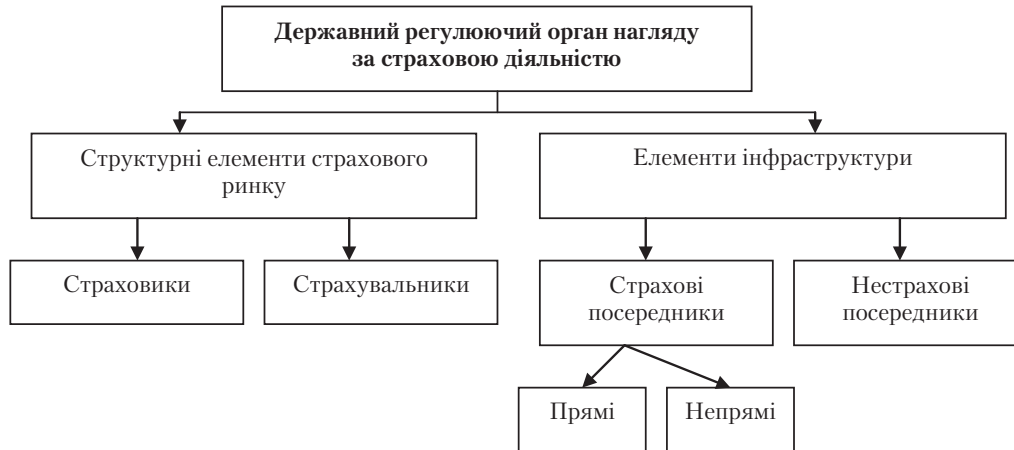 Державний регулюючий орган нагляду
за страховою діяльністю
Структурні елементи страхового
ринку
Елементи інфраструктури
Страховики
Страхувальники
Страхові
посередники
Нестрахові
посередники
Прямі
Непрямі